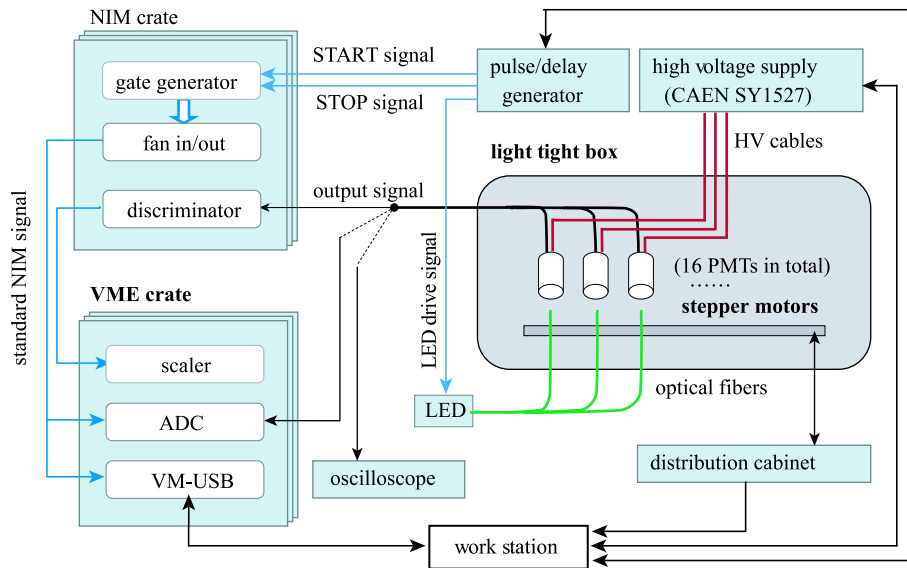 NIM crate
gate generator
fan in/out
discriminator
START signal
STOP signal
pulse/delay
generator
high voltage supply
(CAEN SY1527)
HV cables
light tight box
output signal
(16 PMTs in total)
......
stepper motors
standard NIM signal
LED drive signal
VME crate
scaler
ADC
VM-USB
optical fibers
LED
oscilloscope
distribution cabinet
work station